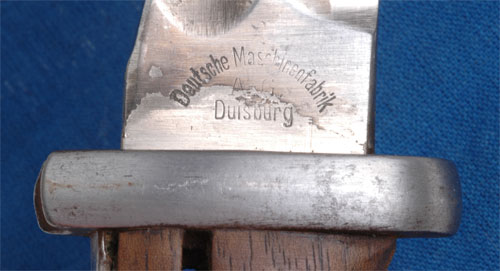 Deutsche Maschinenfabrik
A.G.
Duisburg